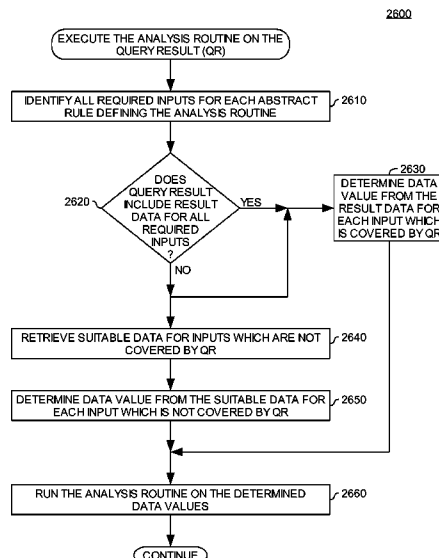 2600
EXECUTE THE ANALYSIS ROUTINE ON THE
QUERY RESULT (QR)
IDENTIFY ALL REQUIRED INPUTS FOR EACH ABSTRACT
RULE DEFINING THE ANALYSIS ROUTINE
2610
DOES
QUERY RESULT
INCLUDE RESULT
DATA FOR ALL
REQUIRED
INPUTS
?
2620
YES
NO
2630
DETERMINE DATA
VALUE FROM THE
RESULT DATA FOR
EACH INPUT WHICH
IS COVERED BY QR
RETRIEVE SUITABLE DATA FOR INPUTS WHICH ARE NOT
COVERED BY QR
2640
DETERMINE DATA VALUE FROM THE SUITABLE DATA FOR
EACH INPUT WHICH IS NOT COVERED BY QR
2650
RUN THE ANALYSIS ROUTINE ON THE DETERMINED
DATA VALUES
2660
CONTINUE